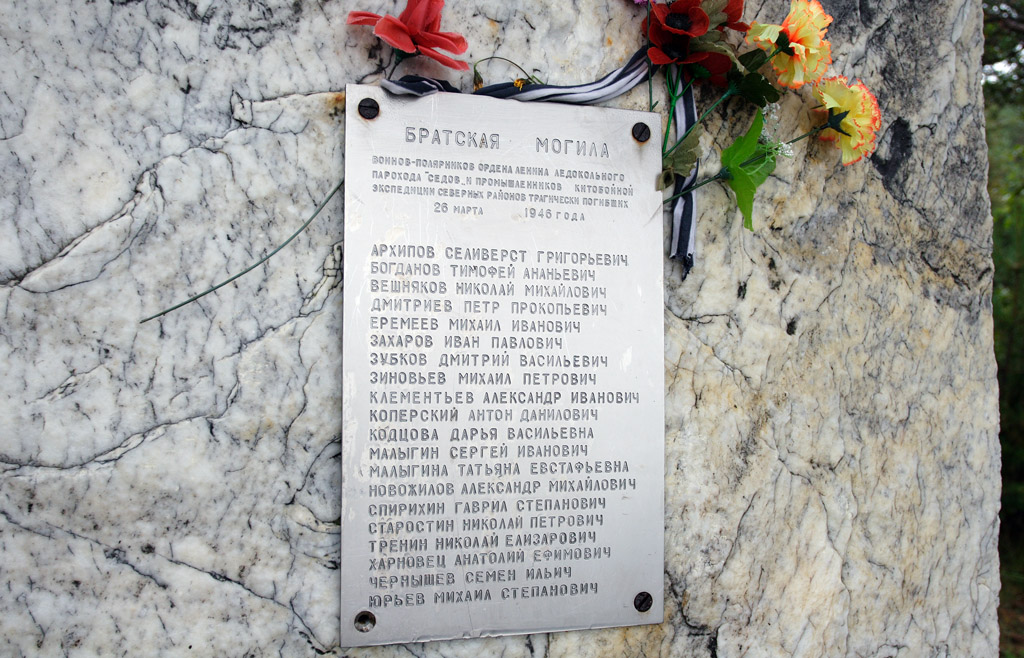 БРАТСКАЯ МОГИЛА
ВОИНОВ-ПОЛЯРНИКОВ ОРДЕНА ЛЕНИНА ЛЕДОКОЛЬНОГО
ПАРОХОДА "СЕДОВ" И ПРОМЫШЛЕННИКОВ КИТОБОЙНОЙ
ЭКСПЕДИЦИИ СЕВЕРНЫХ РАЙОНОВ ТРАГИЧЕСКИ ПОГИБШИХ
26 МАРТА 1946 ГОДА
АРХИПОВ СЕЛИВЕРСТ ГРИГОРЬЕВИЧ
БОГДАНОВ ТИМОФЕЙ АНАНЬЕВИЧ
ВЕШНЯКОВ НИКОЛАЙ МИХАЙЛОВИЧ
ДМИТРИЕВ ПЕТР ПРОКОПЬЕВИЧ
ЕРЕМЕЕВ МИХАИЛ ИВАНОВИЧ
ЗАХАРОВ ИВАН ПАВЛОВИЧ
ЗУБКОВ ДМИТРИЙ ВАСИЛЬЕВИЧ
ЗИНОВЬЕВ МИХАИЛ ПЕТРОВИЧ
КЛЕМЕНТЬЕВ АЛЕКСАНДР ИВАНОВИЧ
КОПЕРСКИЙ АНТОН ДАНИЛОВИЧ
КОДЦОВА ДАРЬЯ ВАСИЛЬЕВНА
МАЛЫГИН СЕРГЕЙ ИВАНОВИЧ
МАЛЫГИНА ТАТЬЯНА ЕВСТАФЬЕВНА
НОВОЖИЛОВ АЛЕКСАНДР МИХАЙЛОВИЧ
СПИРИХИН ГАВРИЛ СТЕПАНОВИЧ
СТАРОСТИН НИКОЛАЙ ПЕТРОВИЧ
ТРЕНИН НИКОЛАЙ ЕЛИЗАРОВИЧ
ХАРНОВЕЦ АНАТОЛИЙ ЕФИМОВИЧ
ЧЕРНЫШЕВ СЕМЕН ИЛЬИЧ
ЮРЬЕВ МИХАИЛ СТЕПАНОВИЧ